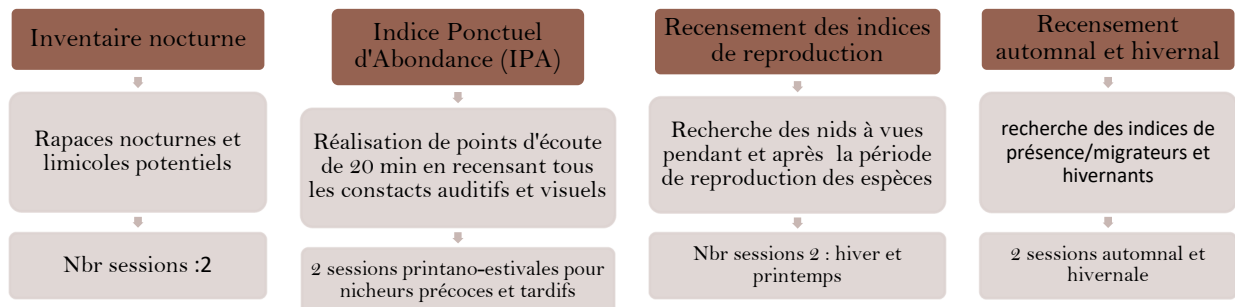 Inventaire nocturne
Rapaces nocturnes et
limicoles potentiels
Nbr sessions :2
Indice Ponctuel
d'Abondance (IPA)
Réalisation de points d'écoute
de 20 min en recensant tous
les constacts auditifs et visuels
2 sessions printano-estivales pour
nicheurs précoces et tardifs
Recensement des indices
de reproduction
Recherche des nids à vues
pendant et après la période
de reproduction des espèces
Nbr sessions 2 : hiver et
printemps
Recensement
automnal et hivernal
recherche des indices de
présence/migrateurs et
hivernants
2 sessions automnal et
hivernale